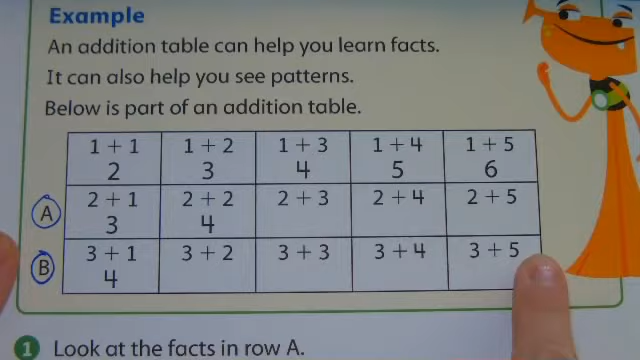 Example
An addition table can help you learn facts.
It can also help you see patterns.
Below is part of an addition table.
1 + 1 1 + 2 1 + 3 1 + 4 1 + 5
2 3 4 5 6
A 2 + 1 2 + 2 2 + 3 2 + 4 2 + 5
3 4
B 3 + 1 3 + 2 3 + 3 3 + 4 3 + 5
4
1 Look at the facts in row A.